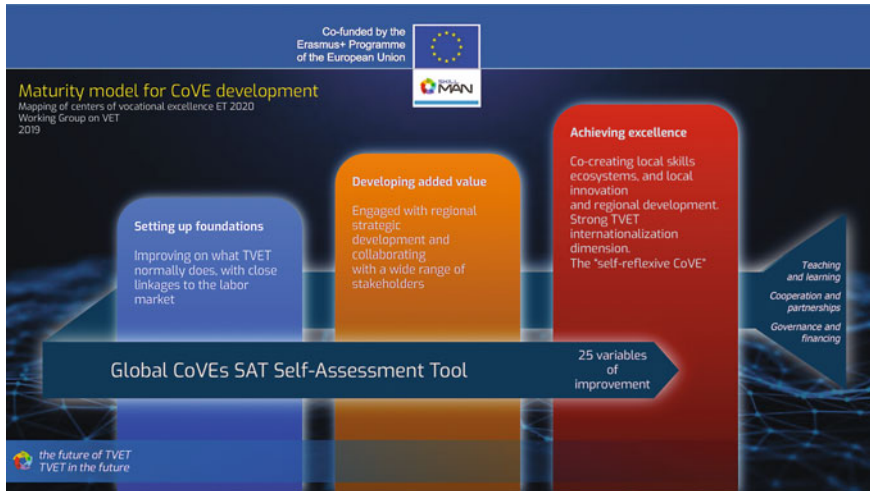 Co-funded by the
Erasmus+ Programme
of the European Union
SKILL
MAN
Maturity model for CoVE development
Mapping of centers of vocational excellence ET 2020
Working Group on VET
2019
Setting up foundations
Improving on what TVET
normally does, with close
linkages to the labor
market
Developing added value
Engaged with regional
strategic
development and
collaborating
with a wide range of
stakeholders
Achieving excellence
Co-creating local skills
ecosystems, and local
innovation
and regional development.
Strong TVET
internationalization
dimension.
The "self-reflexive CoVE"
Teaching
and learning
Cooperation and
partnerships
Governance and
financing
Global CoVEs SAT Self-Assessment Tool
25 variables
of
improvement
the future of TVET
TVET in the future